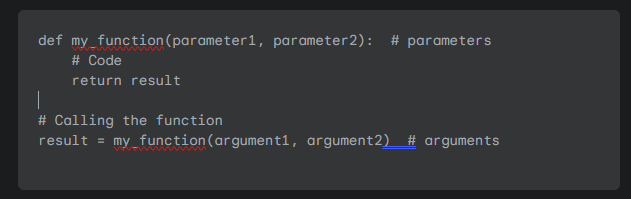 def my_function(parameter1, parameter2):  # parameters
    # Code
    return result
# Calling the function
result = my_function(argument1, argument2)  # arguments